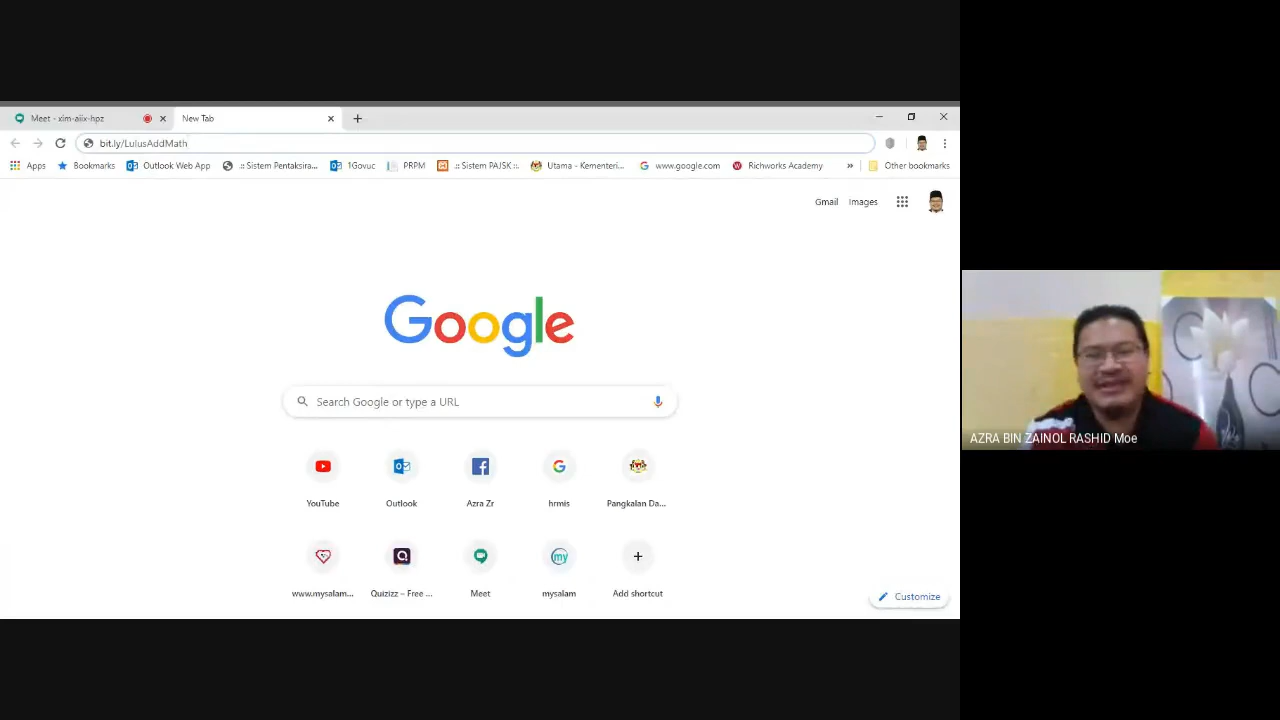 Meet - xim-aiix-hpz
New Tab
bit.ly/LulusAddMath
Apps Bookmarks Outlook Web App .:: Sistem Pentaksira... 1Govuc PRPM .:: Sistem PAJSK ::. Utama - Kementeri... www.google.com Richworks Academy » Other bookmarks
Gmail Images
Google
Search Google or type a URL
YouTube Outlook Azra Zr hrmis Pangkalan Da...
www.mysalam... Quizizz – Free ... Meet mysalam Add shortcut
Customize
AZRA BIN ZAINOL RASHID Moe